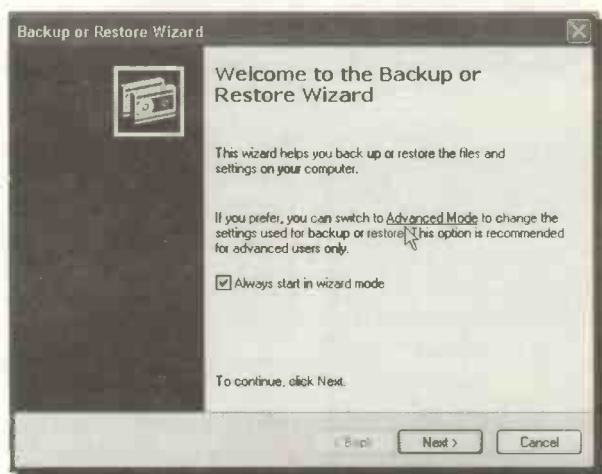 Backup or Restore Wizard
Welcome to the Backup or
Restore Wizard
This wizard helps you back up or restore the files and
settings on your computer.
If you prefer, you can switch to Advanced Mode to change the
settings used for backup or restore. This option is recommended
for advanced users only.
Always start in wizard mode
To continue, click Next.
< Back Next > Cancel